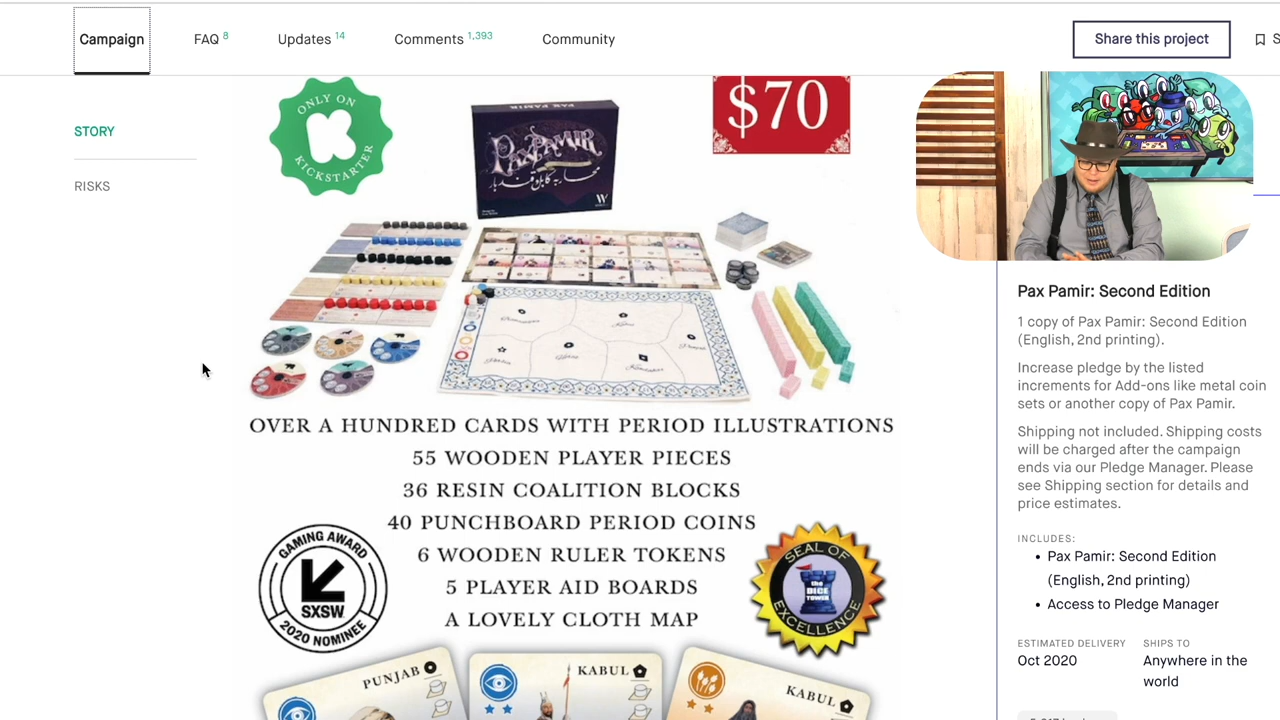 Campaign
FAQ 8
Updates 14
Comments 1,393
Community
Share this project
S
STORY
RISKS
ONLY ON
KICKSTARTER
PAX PAMIR
PAX PAMIR
W
$70
OVER A HUNDRED CARDS WITH PERIOD ILLUSTRATIONS
55 WOODEN PLAYER PIECES
36 RESIN COALITION BLOCKS
40 PUNCHBOARD PERIOD COINS
6 WOODEN RULER TOKENS
5 PLAYER AID BOARDS
A LOVELY CLOTH MAP
GAMING AWARD
SXSW
2020 NOMINEE
SEAL OF
the
DICE
TOWER
EXCELLENCE
PUNJAB
KABUL
KABUL
Pax Pamir: Second Edition
1 copy of Pax Pamir: Second Edition
(English, 2nd printing).
Increase pledge by the listed
increments for Add-ons like metal coin
sets or another copy of Pax Pamir.
Shipping not included. Shipping costs
will be charged after the campaign
ends via our Pledge Manager. Please
see Shipping section for details and
price estimates.
INCLUDES:
• Pax Pamir: Second Edition
(English, 2nd printing)
• Access to Pledge Manager
ESTIMATED DELIVERY
Oct 2020
SHIPS TO
Anywhere in the
world